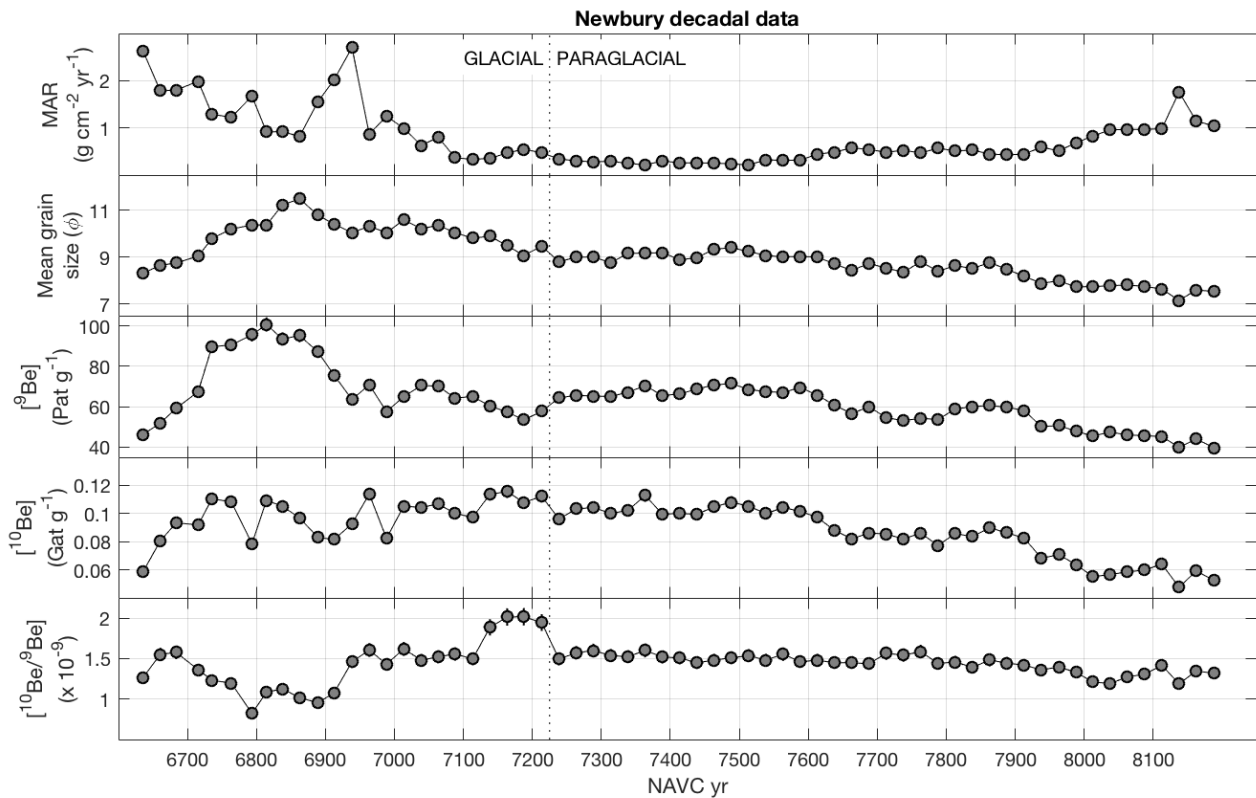 Newbury decadal data
GLACIAL
PARAGLACIAL
MAR
(g cm⁻² yr⁻¹)
2
1
Mean grain
size (ϕ)
11
9
7
[⁹Be]
(Pat g⁻¹)
100
80
60
40
[¹⁰Be]
(Gat g⁻¹)
0.12
0.1
0.08
0.06
[¹⁰Be/⁹Be]
(x 10⁻⁹)
2
1.5
1
6700 6800 6900 7000 7100 7200 7300 7400 7500 7600 7700 7800 7900 8000 8100
NAVC yr